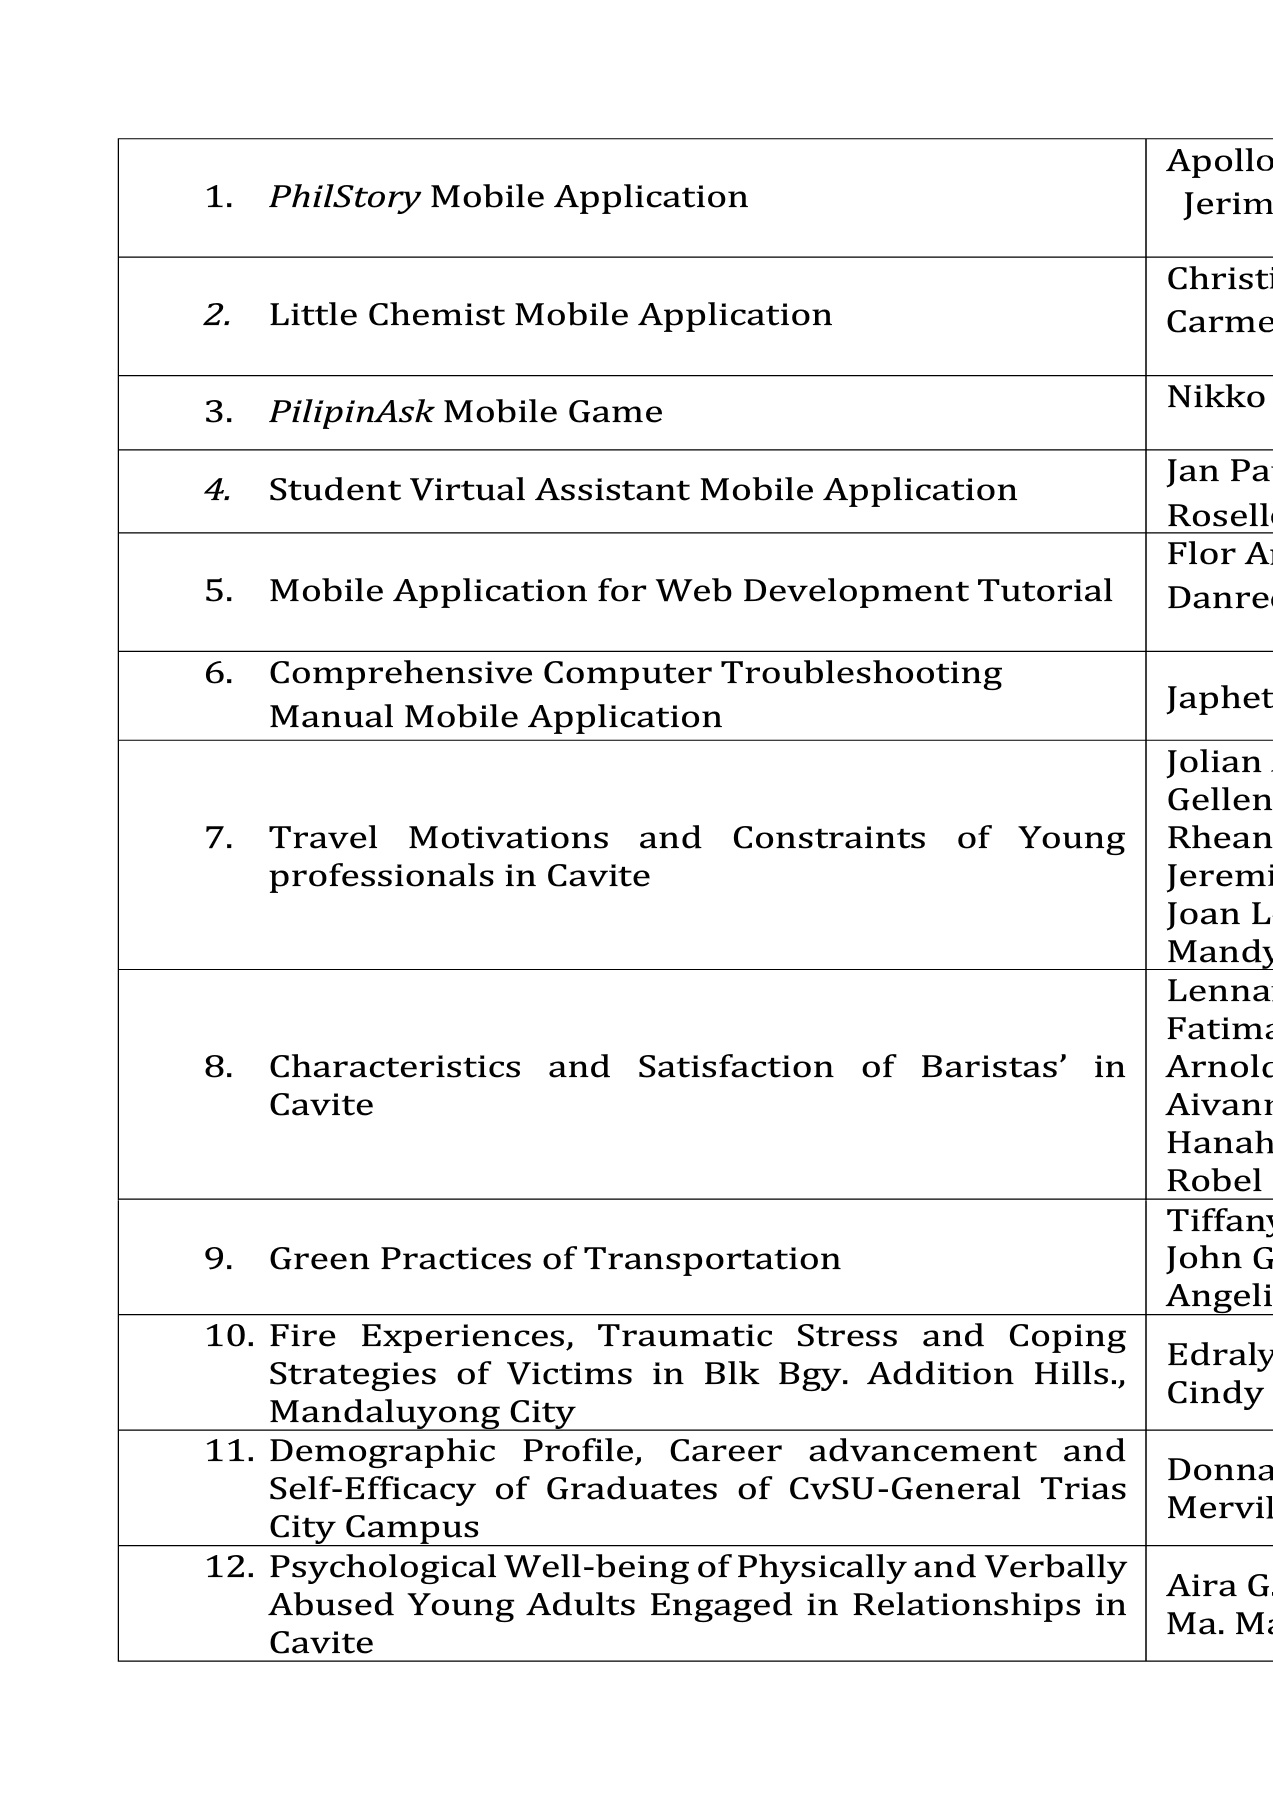 1. PhilStory Mobile Application
Apollo
Jerim
2. Little Chemist Mobile Application
Christi
Carme
3. PilipinAsk Mobile Game
Nikko
4. Student Virtual Assistant Mobile Application
Jan Pa
Rosell
5. Mobile Application for Web Development Tutorial
Flor A
Danre
6. Comprehensive Computer Troubleshooting
Manual Mobile Application
Japhet
7. Travel Motivations and Constraints of Young
professionals in Cavite
Jolian
Gellen
Rhean
Jeremi
Joan L
Mandy
8. Characteristics and Satisfaction of Baristas’ in
Cavite
Lenna
Fatima
Arnold
Aivann
Hanah
Robel
9. Green Practices of Transportation
Tiffany
John G
Angeli
10. Fire Experiences, Traumatic Stress and Coping
Strategies of Victims in Blk Bgy. Addition Hills.,
Mandaluyong City
Edraly
Cindy
11. Demographic Profile, Career advancement and
Self-Efficacy of Graduates of CvSU-General Trias
City Campus
Donna
Mervil
12. Psychological Well-being of Physically and Verbally
Abused Young Adults Engaged in Relationships in
Cavite
Aira G.
Ma. Ma